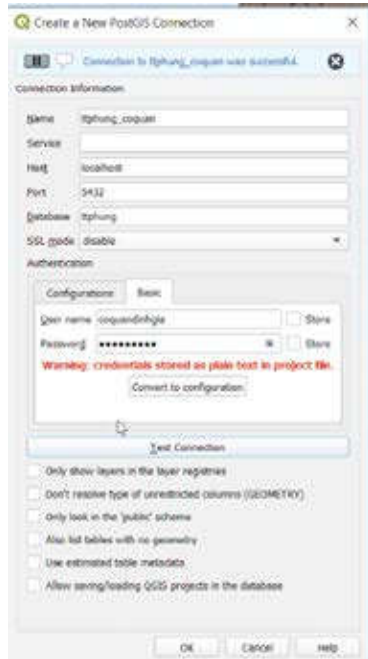 Create a New PostGIS Connection
Connection to ttphung_coquan was successful.
Connection Information
Name ttphung_coquan
Service
Host localhost
Port 5432
Database ttphung
SSL mode disable
Authentication
Configurations Basic
User name Store
Password ●●●●●●●●● Store
Warning: credentials stored as plain text in project file.
Convert to configuration
Test Connection
Only show layers in the layer registries
Don't resolve type of unrestricted columns (GEOMETRY)
Only look in the 'public' schema
Also list tables with no geometry
Use estimated table metadata
Allow saving/loading QGIS projects in the database
OK Cancel Help